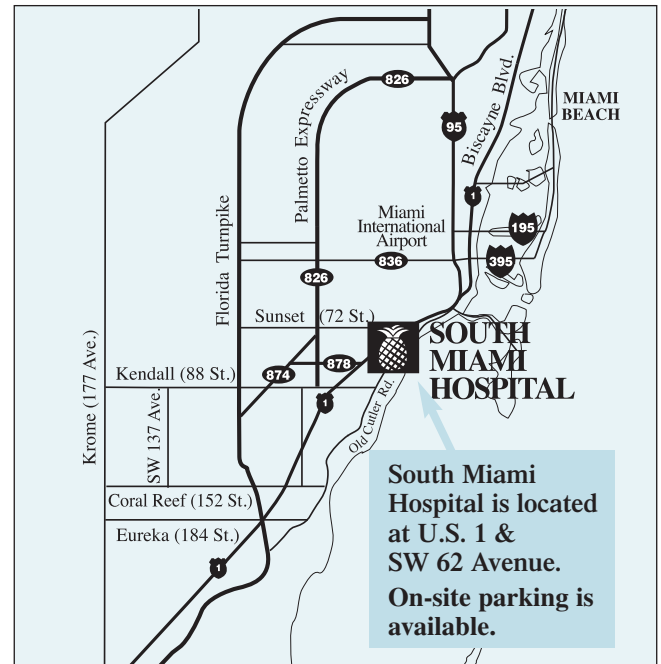 826
Palmetto Expressway
95
Biscayne Blvd.
MIAMI
BEACH
1
Florida Turnpike
Miami
International
Airport
195
836
395
826
Sunset (72 St.)
SOUTH
MIAMI
HOSPITAL
878
874
Kendall (88 St.)
1
Krome (177 Ave.)
SW 137 Ave.
Old Cutler Rd.
Coral Reef (152 St.)
Eureka (184 St.)
1
South Miami
Hospital is located
at U.S. 1 &
SW 62 Avenue.
On-site parking is
available.